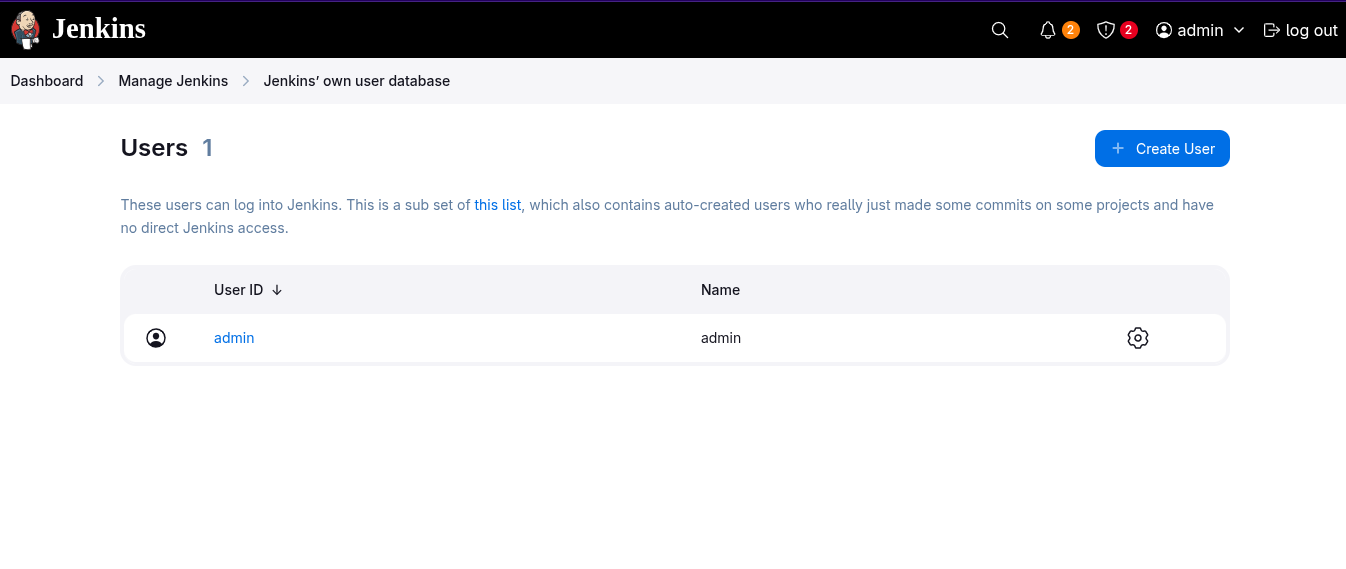 Jenkins 2 2 admin log out
Dashboard Manage Jenkins Jenkins’ own user database
Users 1 Create User
These users can log into Jenkins. This is a sub set of this list, which also contains auto-created users who really just made some commits on some projects and have
no direct Jenkins access.
User ID ↓ Name
admin admin